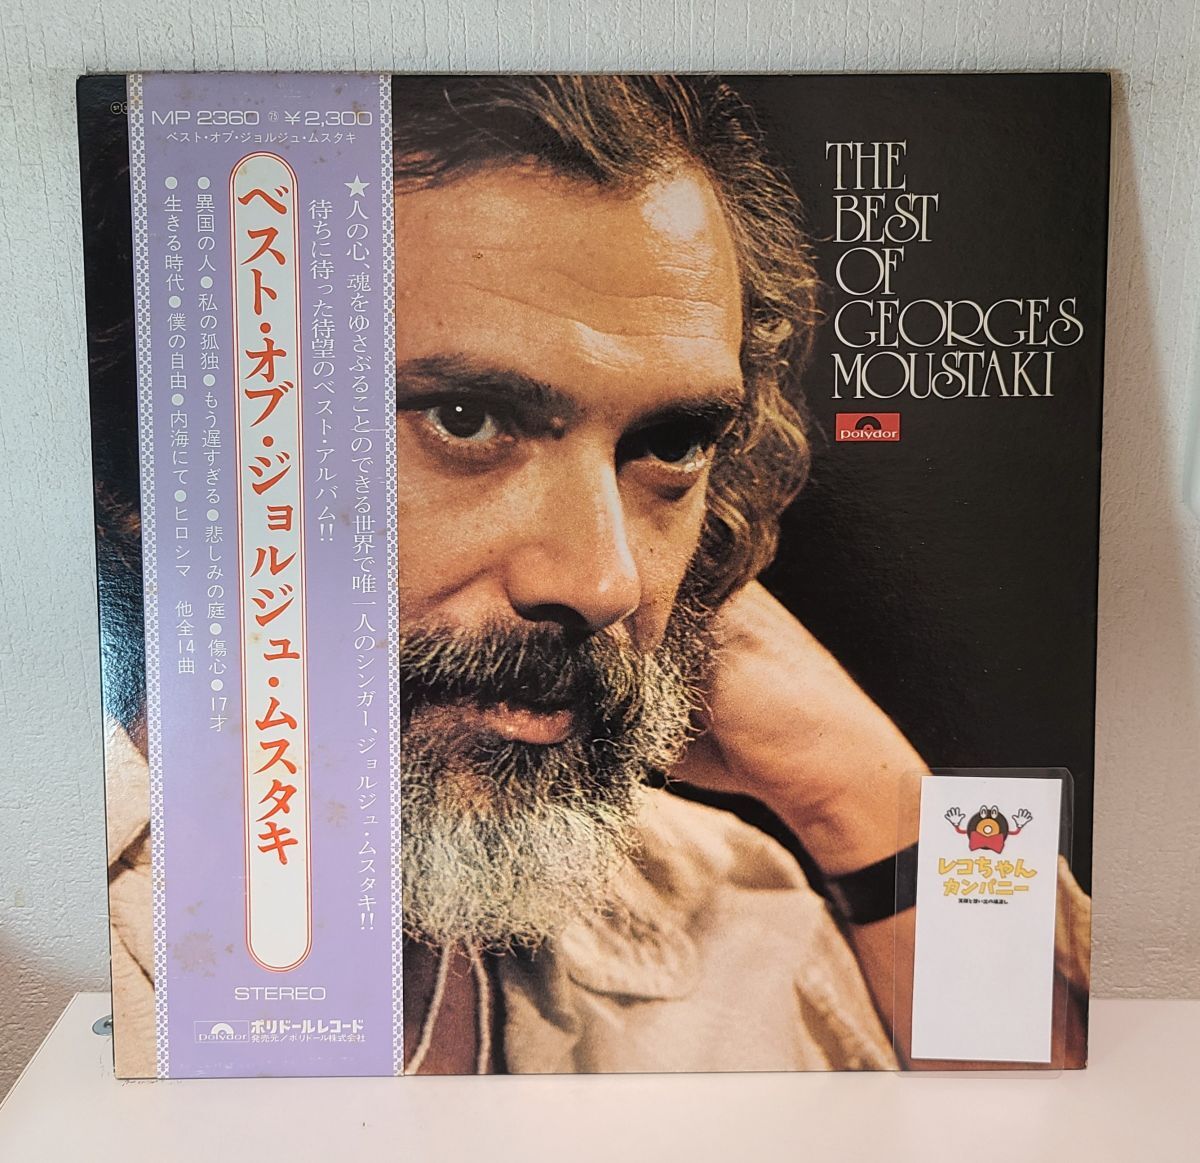 MP 2360 ㊆ ¥2,300
ベスト・オブ・ジョルジュ・ムスタキ
★人の心、魂をゆさぶることのできる世界で唯一人のシンガー、ジョルジュ・ムスタキ!!
待ちに待った待望のベスト・アルバム!!
ベスト・オブ・ジョルジュ・ムスタキ
●異国の人●私の孤独●もう遅すぎる●悲しみの庭●傷心●17才
●生きる時代●僕の自由●内海にて●ヒロシマ 他全14曲
STEREO
polydor ポリドールレコード
発売元/ポリドール株式会社
THE
BEST
OF
GEORGES
MOUSTAKI
polydor
レコちゃん
カンパニー